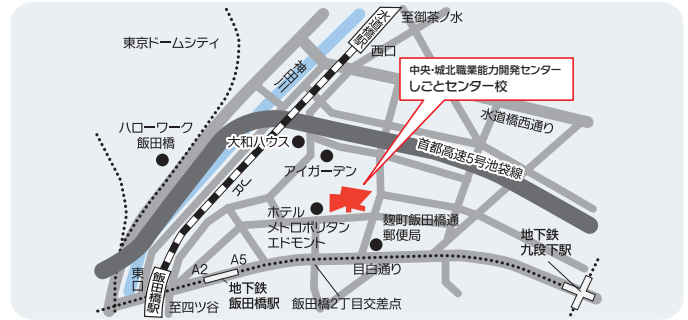 水道橋駅
至御茶ノ水
西口
東京ドームシティ
神田川
中央・城北職業能力開発センター
しごとセンター校
水道橋西通り
ハローワーク
飯田橋
大和ハウス
アイガーデン
首都高速5号池袋線
JR
ホテル
メトロポリタン
エドモント
麹町飯田橋通
郵便局
地下鉄
九段下駅
目白通り
東口
飯田橋駅
A2
A5
地下鉄
飯田橋駅
至四ツ谷
飯田橋2丁目交差点